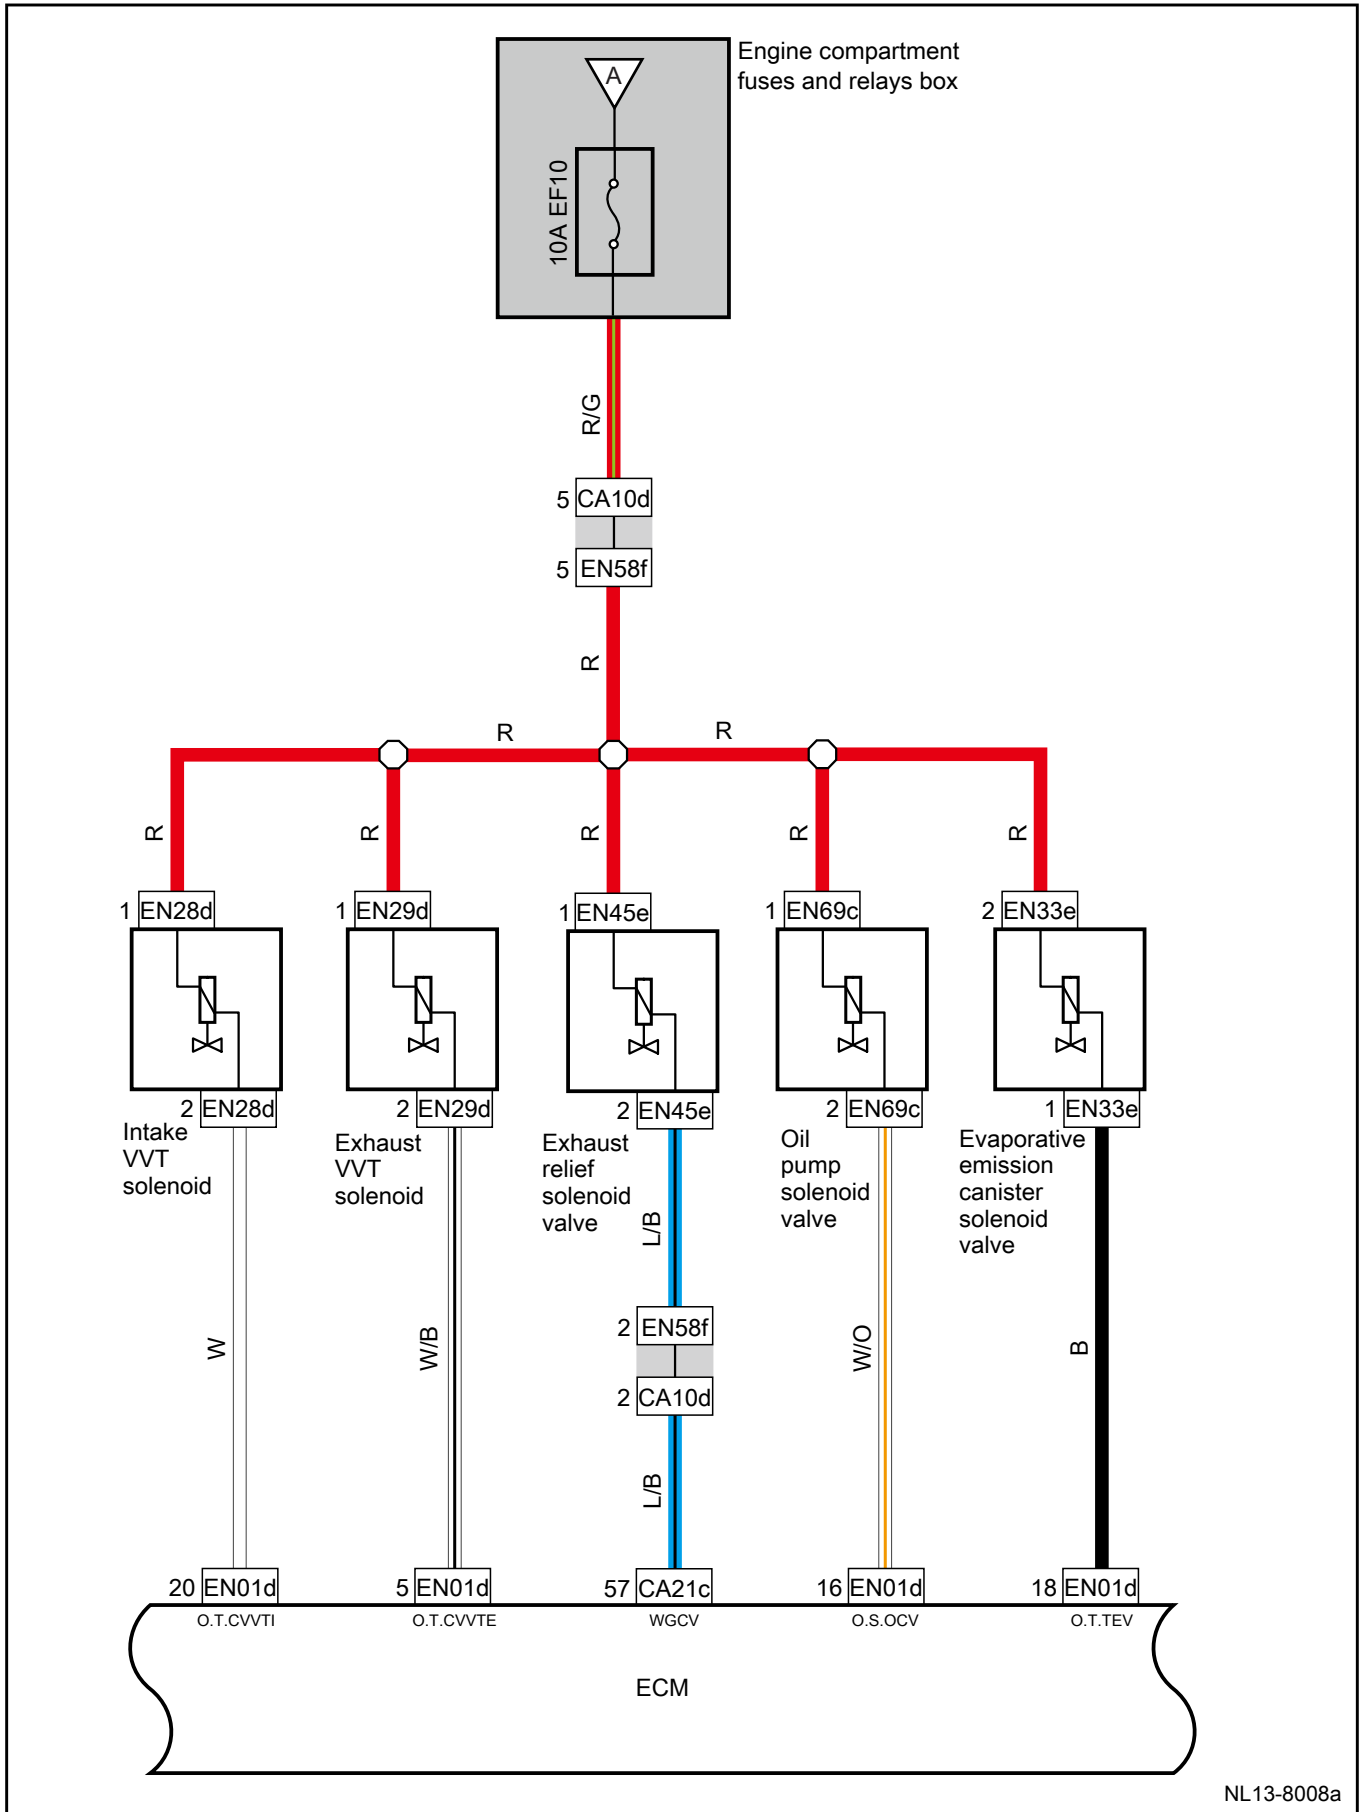 Engine compartment
fuses and relays box
A
10A EF10
R/G
5 CA10d
5 EN58f
R
R
R
R
R
R
R
R
1 EN28d
1 EN29d
1 EN45e
1 EN69c
2 EN33e
2 EN28d
2 EN29d
2 EN45e
2 EN69c
1 EN33e
Intake
VVT
solenoid
Exhaust
VVT
solenoid
Exhaust
relief
solenoid
valve
Oil
pump
solenoid
valve
Evaporative
emission
canister
solenoid
valve
L/B
2 EN58f
2 CA10d
W
W/B
W/O
B
L/B
20 EN01d
5 EN01d
57 CA21c
16 EN01d
18 EN01d
O.T.CVVTI
O.T.CVVTE
WGCV
O.S.OCV
O.T.TEV
ECM
NL13-8008a